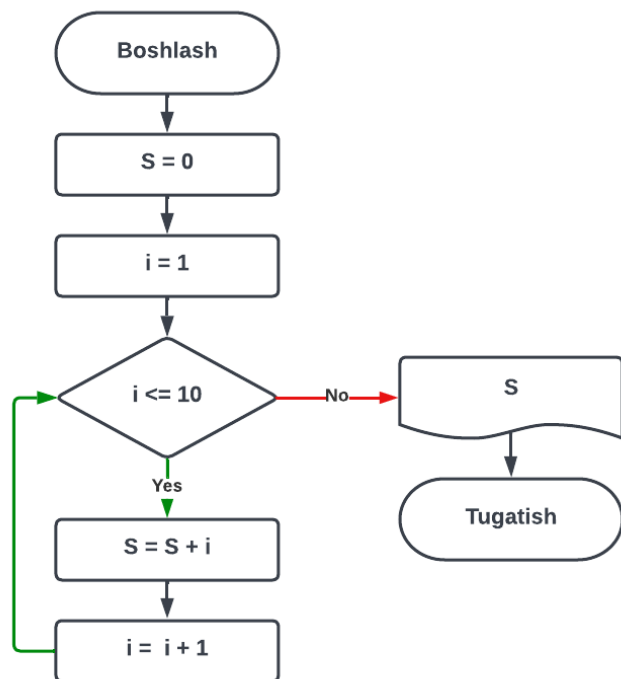 Boshlash
S = 0
i = 1
i <= 10
No
S
Yes
Tugatish
S = S + i
i = i + 1